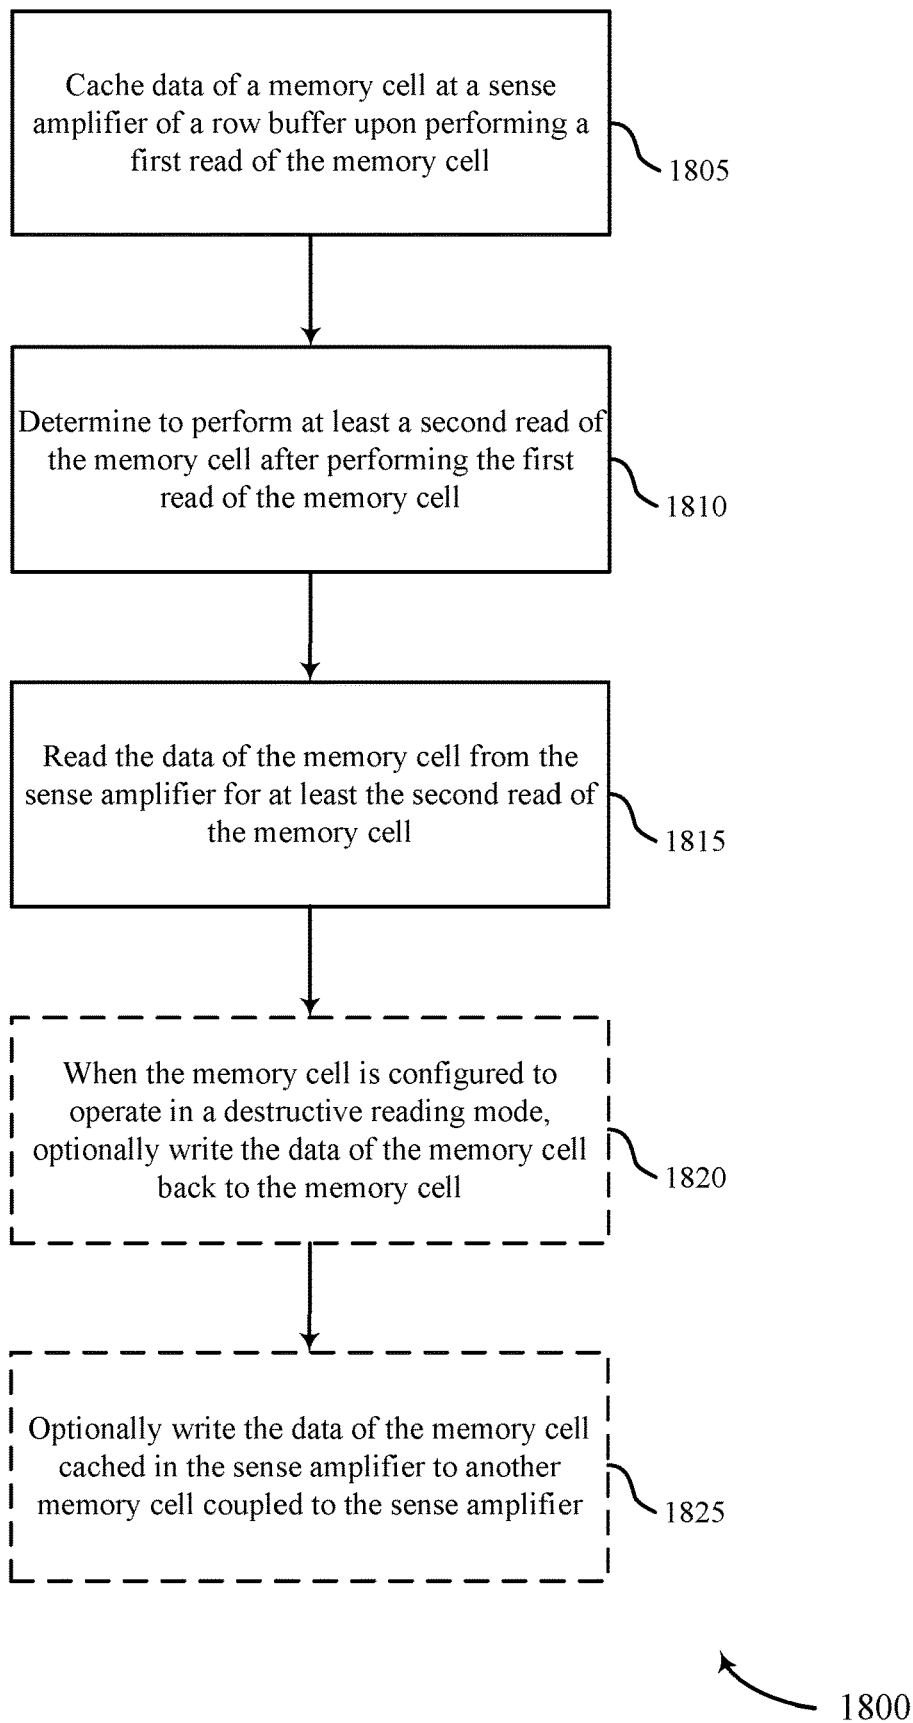 Cache data of a memory cell at a sense
amplifier of a row buffer upon performing a
first read of the memory cell
1805
Determine to perform at least a second read of
the memory cell after performing the first
read of the memory cell
1810
Read the data of the memory cell from the
sense amplifier for at least the second read of
the memory cell
1815
When the memory cell is configured to
operate in a destructive reading mode,
optionally write the data of the memory cell
back to the memory cell
1820
Optionally write the data of the memory cell
cached in the sense amplifier to another
memory cell coupled to the sense amplifier
1825
1800